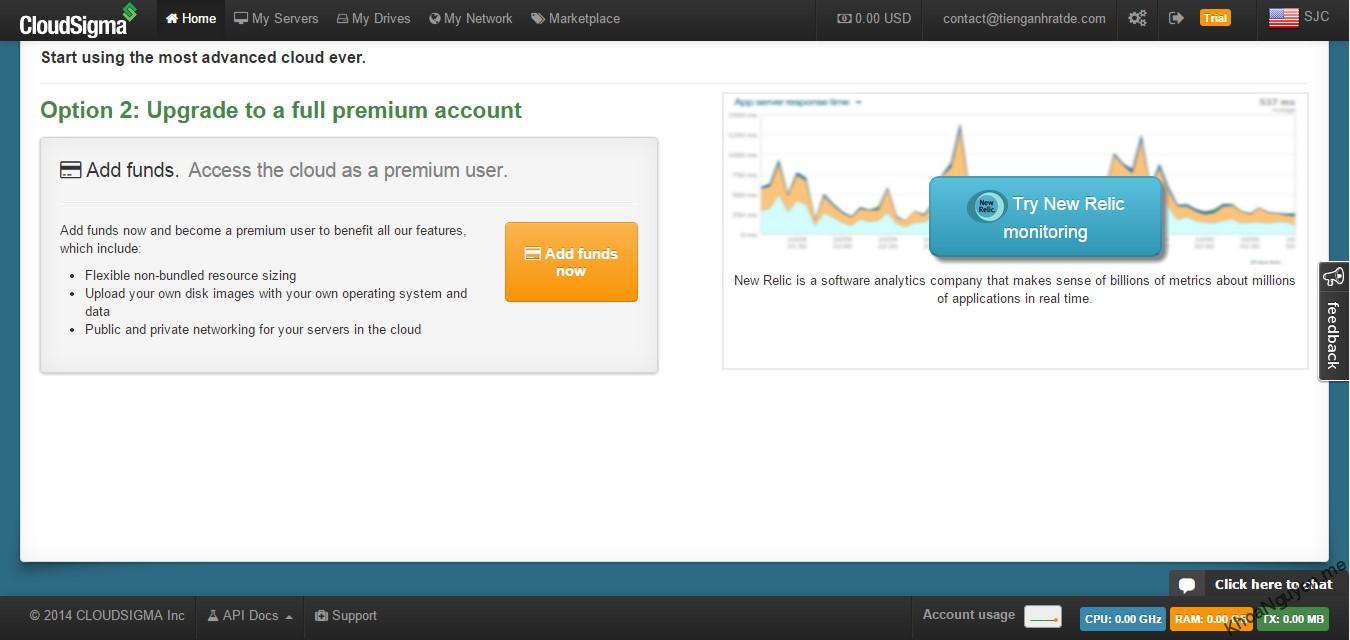 CloudSigma Home My Servers My Drives My Network Marketplace 0.00 USD contact@tienganhratde.com Trial SJC
Start using the most advanced cloud ever.
Option 2: Upgrade to a full premium account
Add funds. Access the cloud as a premium user.
Add funds now and become a premium user to benefit all our features,
which include:
• Flexible non-bundled resource sizing
• Upload your own disk images with your own operating system and
data
• Public and private networking for your servers in the cloud
Add funds
now
App server response time
537 ms
New Relic
Try New Relic
monitoring
New Relic is a software analytics company that makes sense of billions of metrics about millions
of applications in real time.
feedback
Click here to chat
KhoaNguyen.me
© 2014 CLOUDSIGMA Inc API Docs Support Account usage CPU: 0.00 GHz RAM: 0.00 TX: 0.00 MB